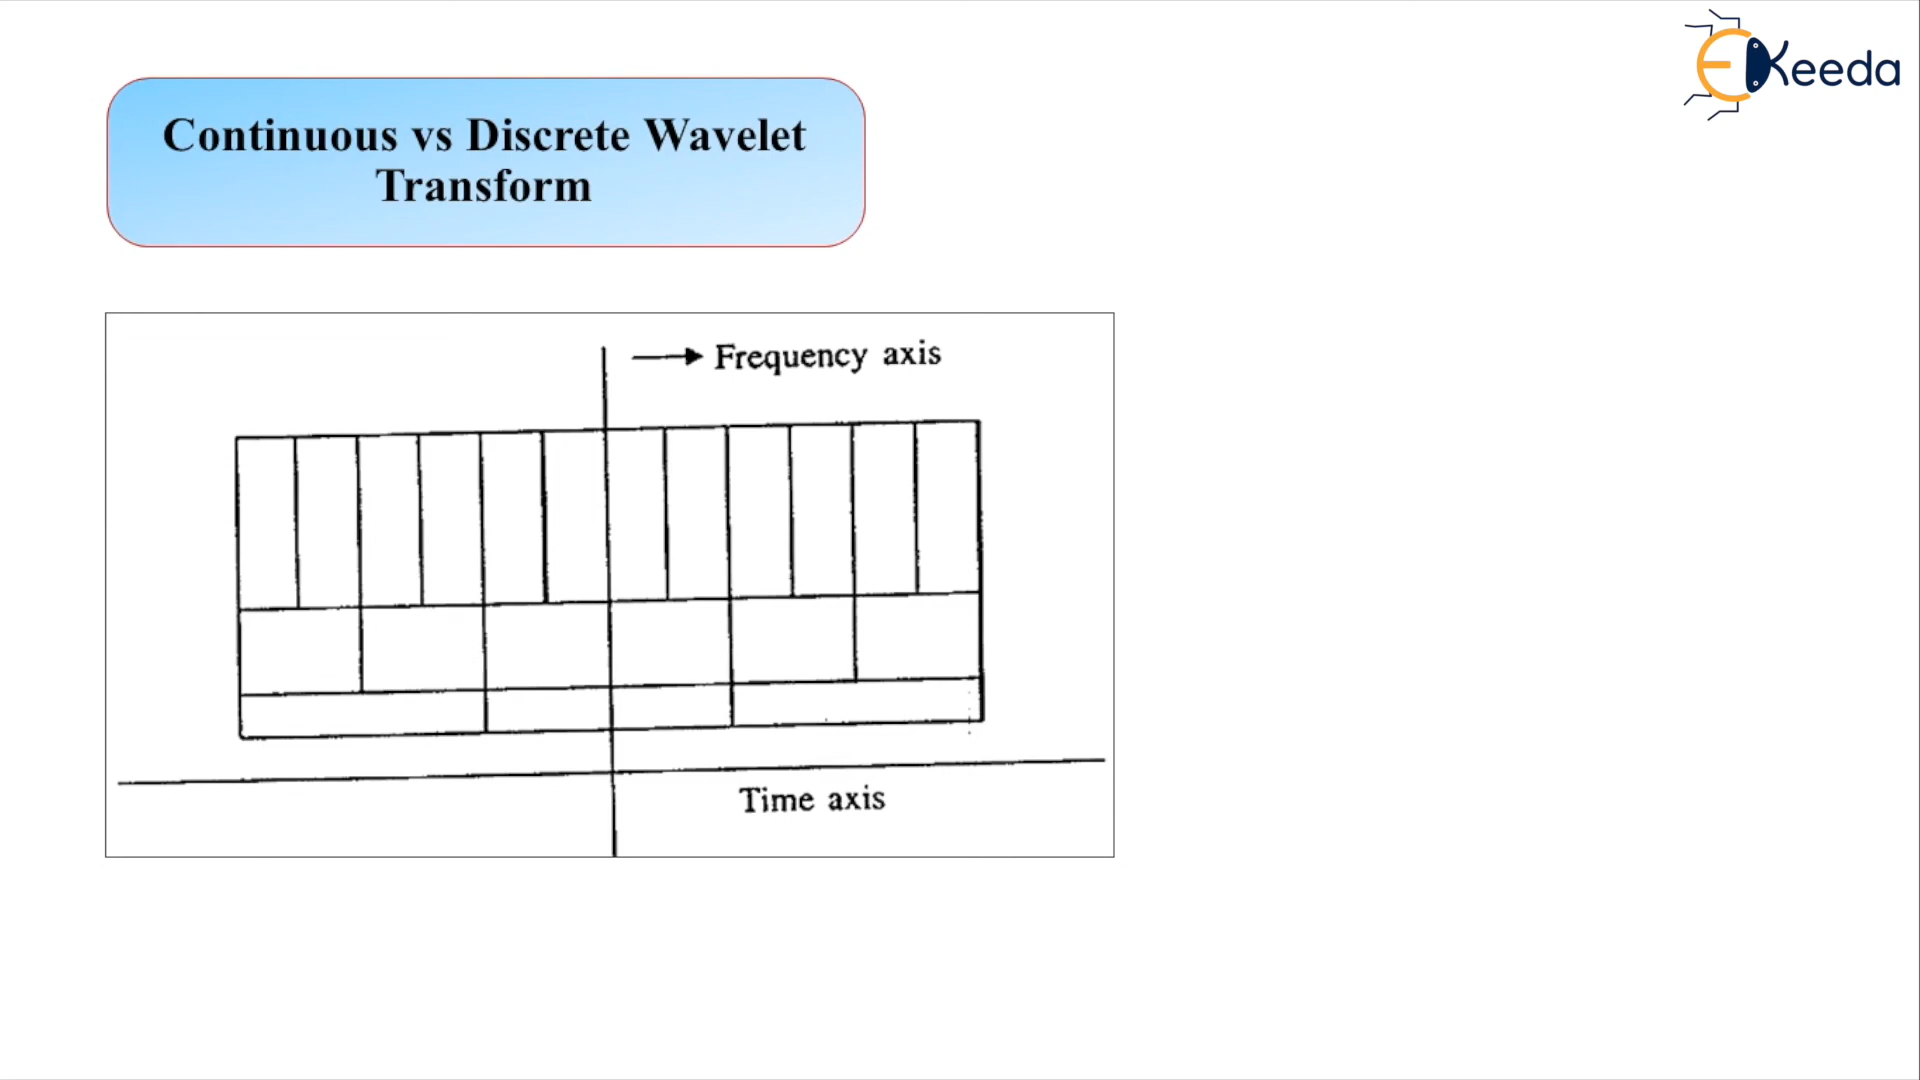 Keeda
Continuous vs Discrete Wavelet
Transform
Frequency axis
Time axis